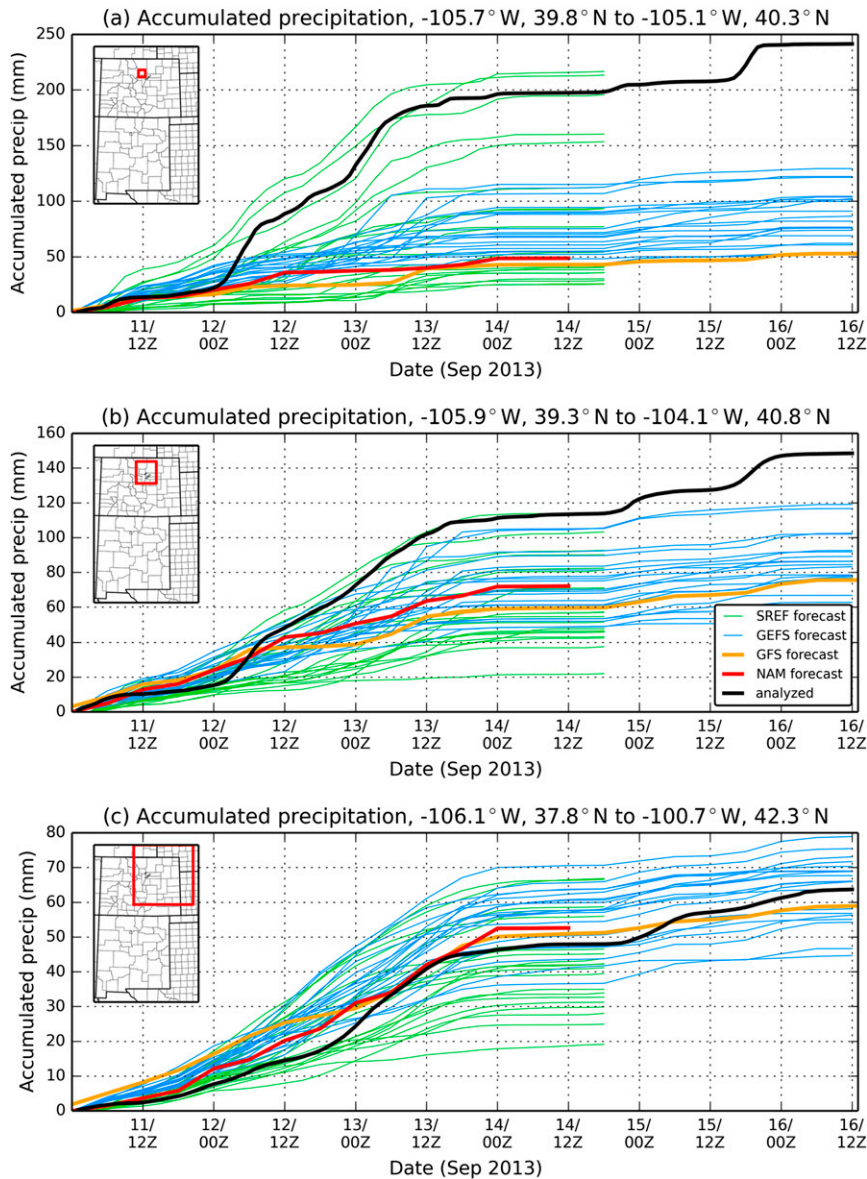 (a) Accumulated precipitation, -105.7°W, 39.8°N to -105.1°W, 40.3°N
Accumulated precip (mm)
250
200
150
100
50
0
11/ 12/ 12/ 13/ 13/ 14/ 14/ 15/ 15/ 16/ 16/
12Z 00Z 12Z 00Z 12Z 00Z 12Z 00Z 12Z 00Z 12Z
Date (Sep 2013)
(b) Accumulated precipitation, -105.9°W, 39.3°N to -104.1°W, 40.8°N
Accumulated precip (mm)
160
140
120
100
80
60
40
20
0
SREF forecast
GEFS forecast
GFS forecast
NAM forecast
analyzed
11/ 12/ 12/ 13/ 13/ 14/ 14/ 15/ 15/ 16/ 16/
12Z 00Z 12Z 00Z 12Z 00Z 12Z 00Z 12Z 00Z 12Z
Date (Sep 2013)
(c) Accumulated precipitation, -106.1°W, 37.8°N to -100.7°W, 42.3°N
Accumulated precip (mm)
80
70
60
50
40
30
20
10
0
11/ 12/ 12/ 13/ 13/ 14/ 14/ 15/ 15/ 16/ 16/
12Z 00Z 12Z 00Z 12Z 00Z 12Z 00Z 12Z 00Z 12Z
Date (Sep 2013)